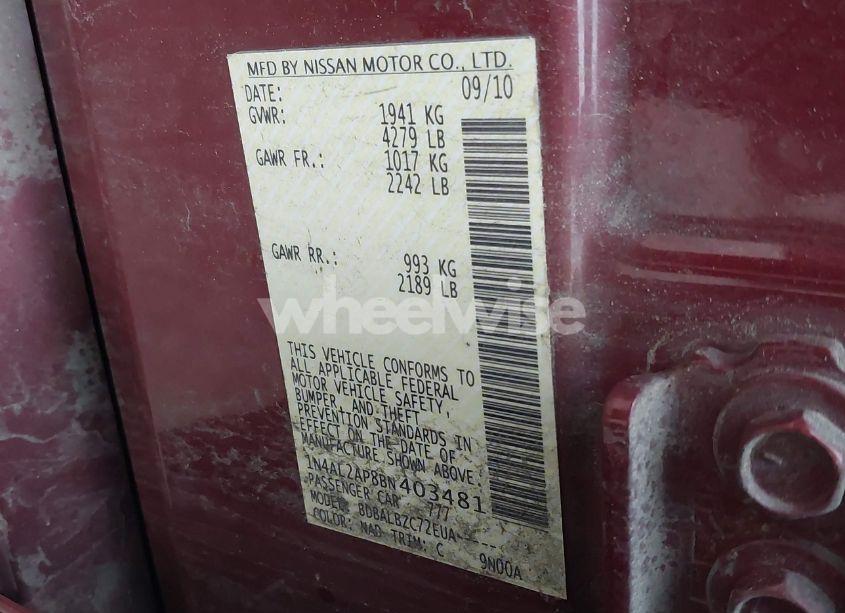 MFD BY NISSAN MOTOR CO., LTD.
DATE: 09/10
GVWR: 1941 KG
4279 LB
GAWR FR.: 1017 KG
2242 LB
GAWR RR.: 993 KG
2189 LB
wheelwise
THIS VEHICLE CONFORMS TO
ALL APPLICABLE FEDERAL
MOTOR VEHICLE SAFETY,
BUMPER, AND THEFT
PREVENTION STANDARDS IN
EFFECT ON THE DATE OF
MANUFACTURE SHOWN ABOVE.
1N4AL2AP8BN403481
PASSENGER CAR 777
MODEL: BDBALBZC72EUA-----
COLOR: NAD TRIM: C 9N00A